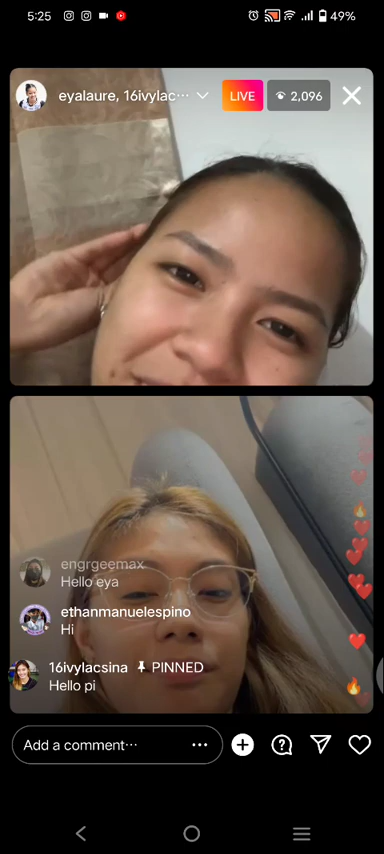 5:25
49%
eyalaure, 16ivylac···
LIVE
2,096
engrgeemax
Hello eya
ethanmanuelespino
Hi
16ivylacsina PINNED
Hello pi
Add a comment···